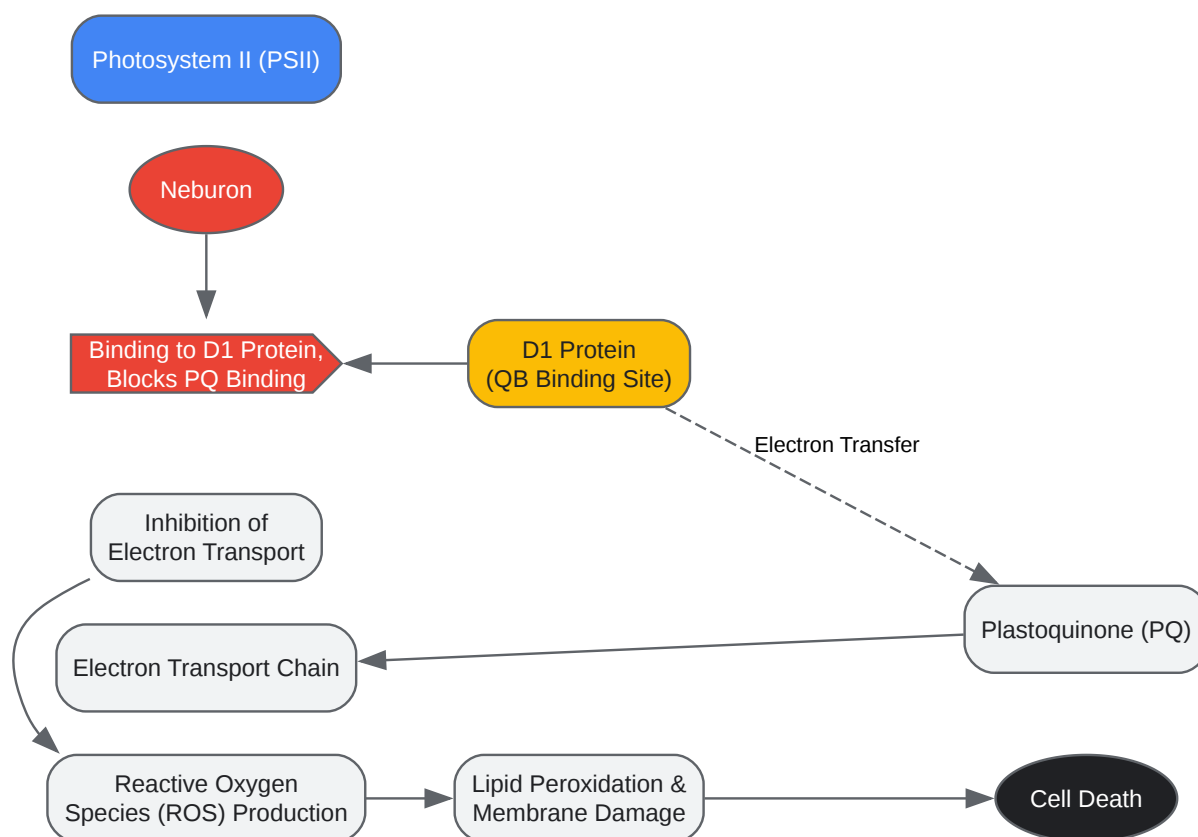 Photosystem II (PSII)
Neburon
Binding to D1 Protein,
Blocks PQ Binding
D1 Protein
(QB Binding Site)
Electron Transfer
Inhibition of
Electron Transport
Plastoquinone (PQ)
Electron Transport Chain
Reactive Oxygen
Species (ROS) Production
Lipid Peroxidation &
Membrane Damage
Cell Death